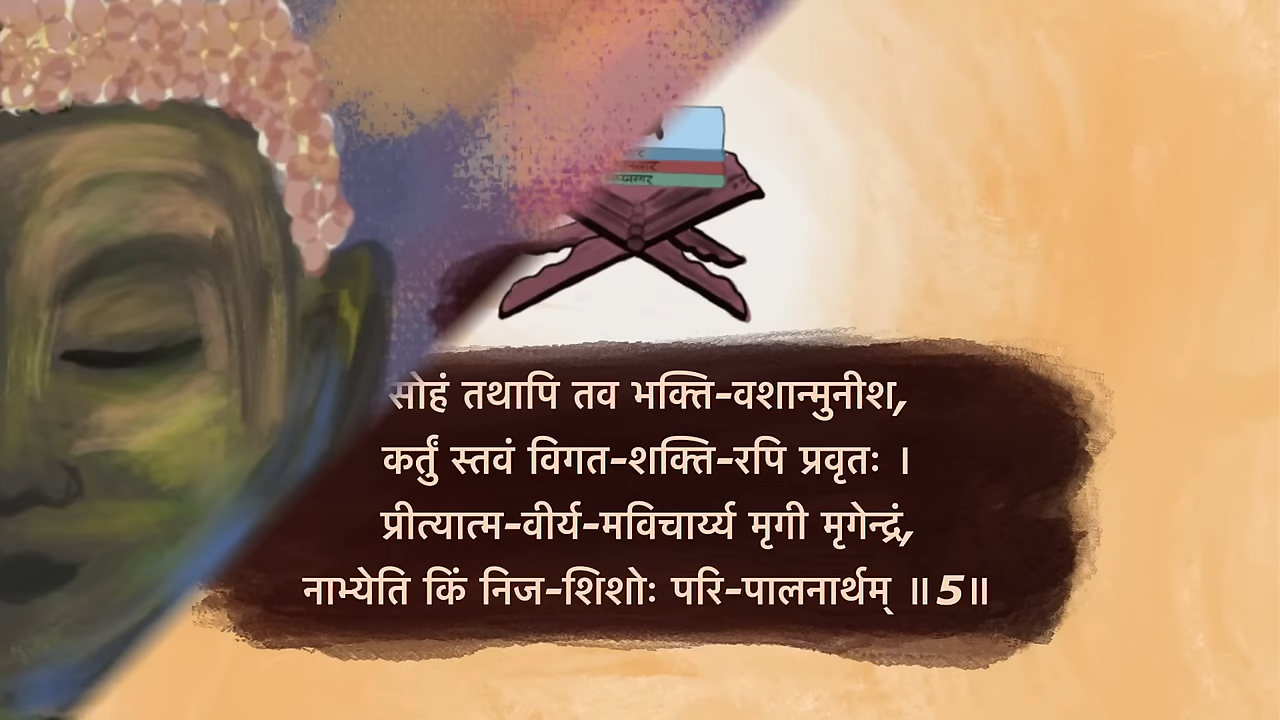 सोहं तथापि तव भक्ति-वशान्मुनीश,
कर्तुं स्तवं विगत-शक्ति-रपि प्रवृतः ।
प्रीत्यात्म-वीर्य-मविचार्य्य मृगी मृगेन्द्रं,
नाभ्येति किं निज-शिशोः परि-पालनार्थम् ॥5॥